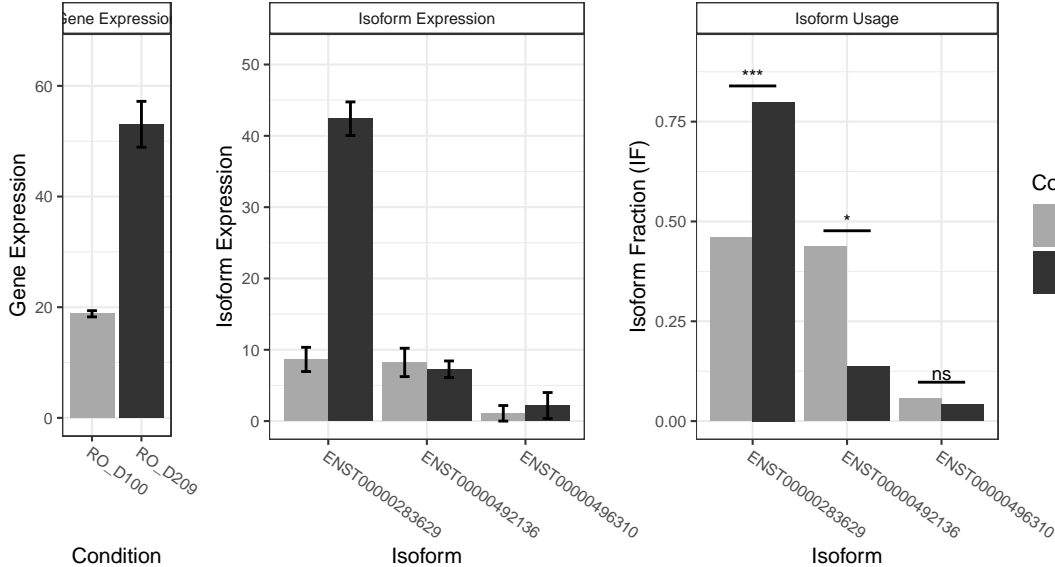 Gene Expression
Gene Expression
60
40
20
0
RO_D100
RO_D209
Condition
Isoform Expression
Isoform Expression
50
40
30
20
10
0
ENST00000283629
ENST00000492136
ENST00000496310
Isoform
Isoform Usage
Isoform Fraction (IF)
0.75
0.50
0.25
0.00
***
*
ns
ENST00000283629
ENST00000492136
ENST00000496310
Isoform
Co